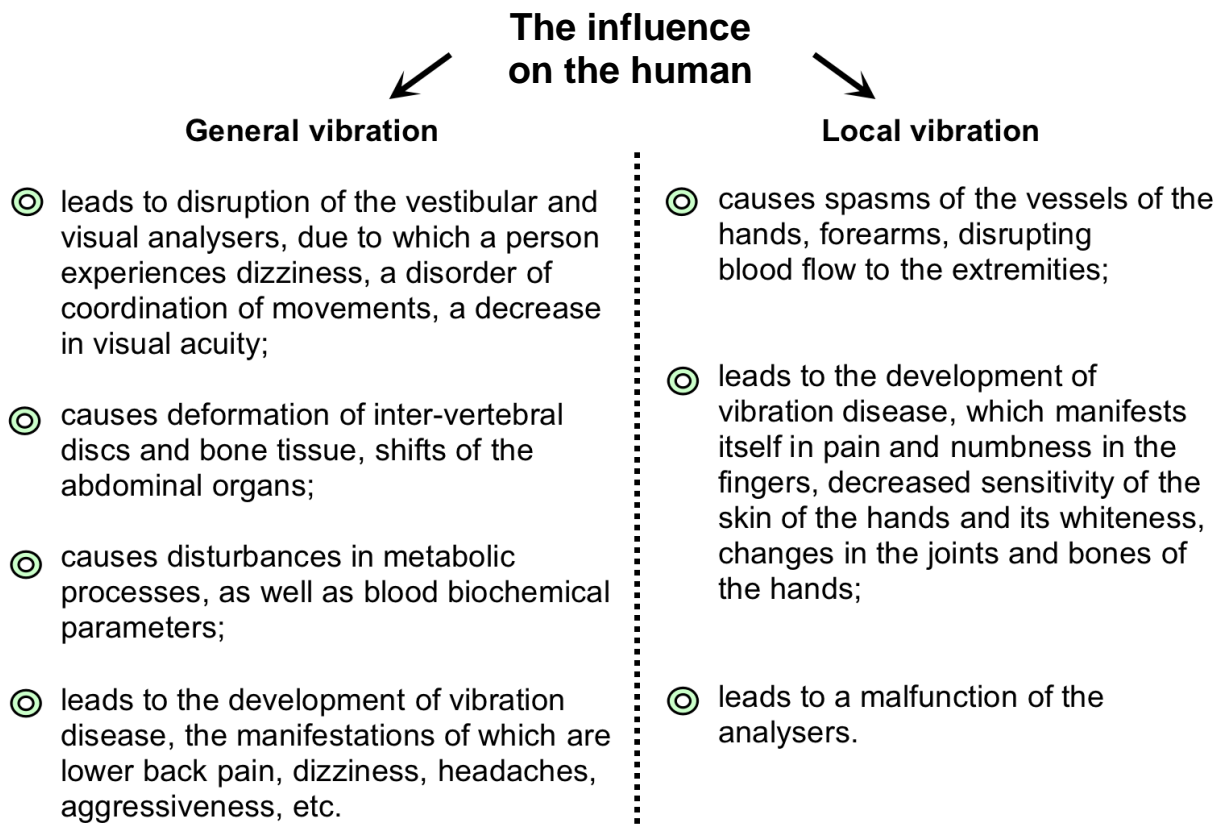 The influence
on the human
General vibration
leads to disruption of the vestibular and
visual analysers, due to which a person
experiences dizziness, a disorder of
coordination of movements, a decrease
in visual acuity;
causes deformation of inter-vertebral
discs and bone tissue, shifts of the
abdominal organs;
causes disturbances in metabolic
processes, as well as blood biochemical
parameters;
leads to the development of vibration
disease, the manifestations of which are
lower back pain, dizziness, headaches,
aggressiveness, etc.
Local vibration
causes spasms of the vessels of the
hands, forearms, disrupting
blood flow to the extremities;
leads to the development of
vibration disease, which manifests
itself in pain and numbness in the
fingers, decreased sensitivity of the
skin of the hands and its whiteness,
changes in the joints and bones of
the hands;
leads to a malfunction of the
analysers.